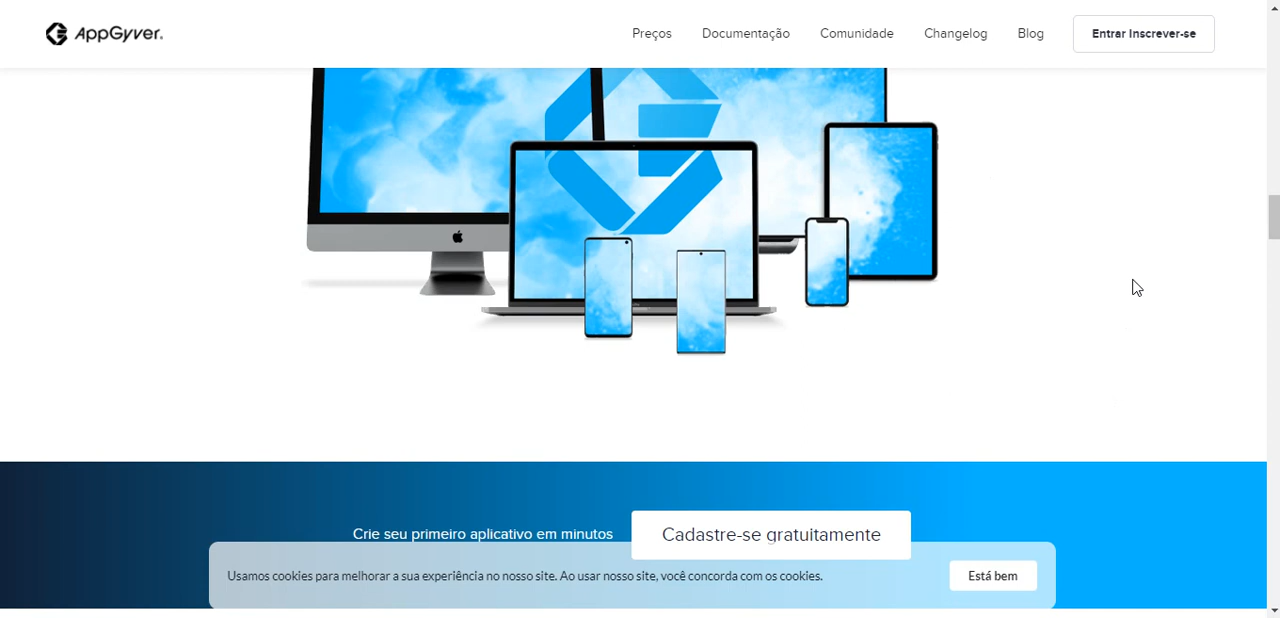 AppGyver.
Preços
Documentação
Comunidade
Changelog
Blog
Entrar Inscrever-se
Crie seu primeiro aplicativo em minutos
Cadastre-se gratuitamente
Usamos cookies para melhorar a sua experiência no nosso site. Ao usar nosso site, você concorda com os cookies.
Está bem